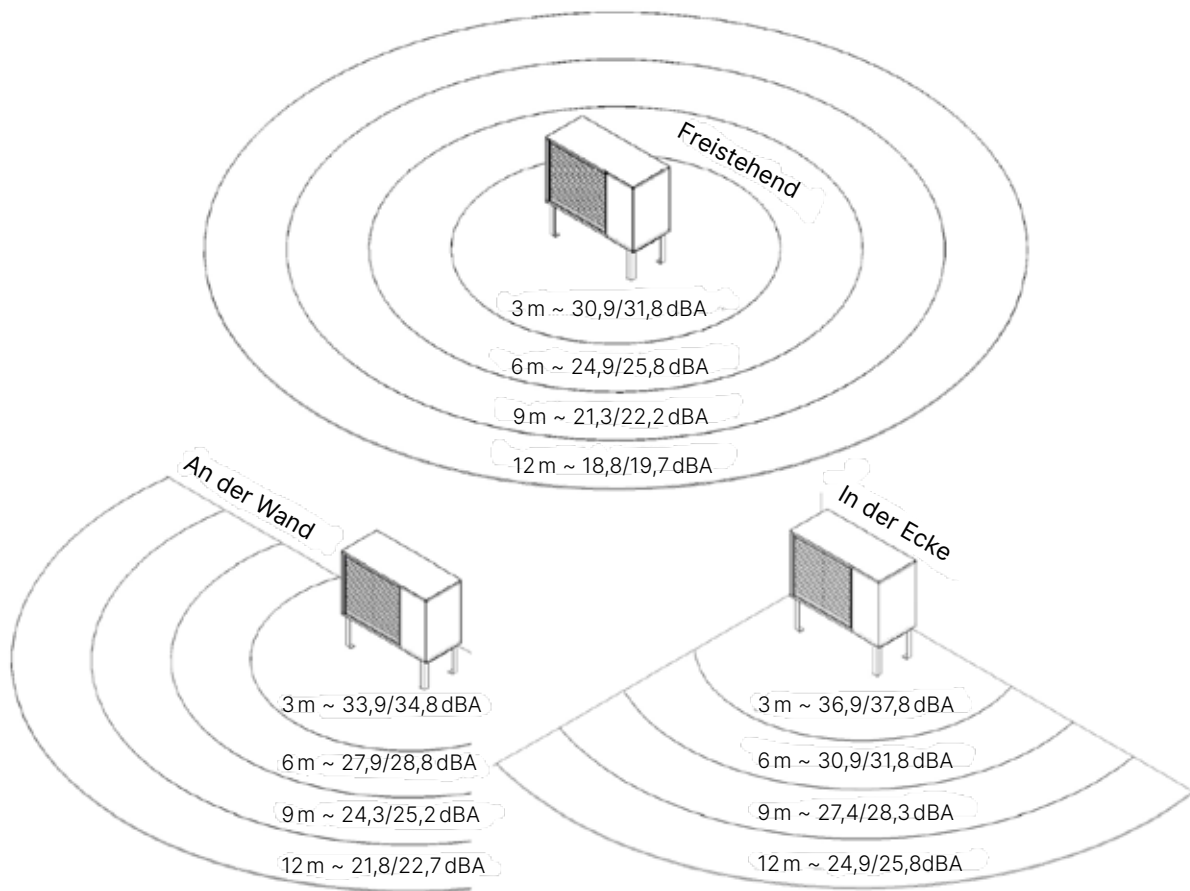 Freistehend
3 m ~ 30,9/31,8 dBA
6 m ~ 24,9/25,8 dBA
9 m ~ 21,3/22,2 dBA
12 m ~ 18,8/19,7 dBA
An der Wand
3 m ~ 33,9/34,8 dBA
6 m ~ 27,9/28,8 dBA
9 m ~ 24,3/25,2 dBA
12 m ~ 21,8/22,7 dBA
In der Ecke
3 m ~ 36,9/37,8 dBA
6 m ~ 30,9/31,8 dBA
9 m ~ 27,4/28,3 dBA
12 m ~ 24,9/25,8dBA